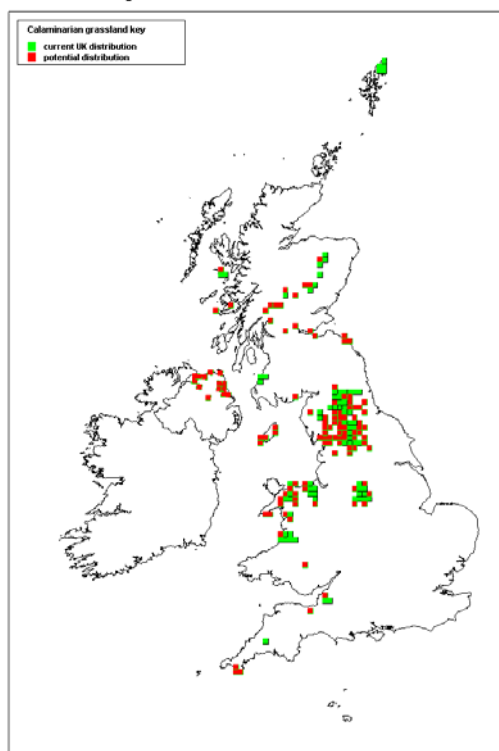 Calaminarian grassland key
current UK distribution
potential distribution